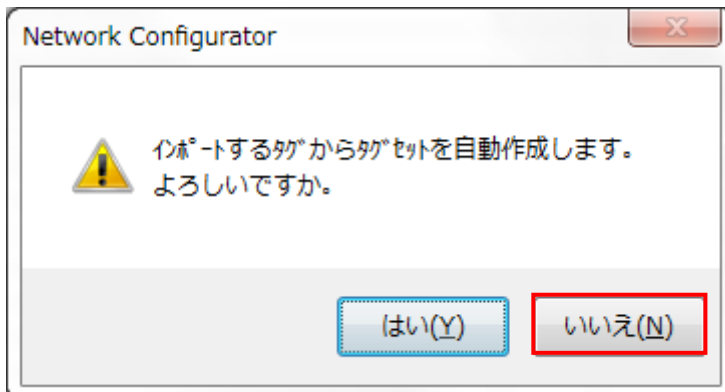 Network Configurator
ｲﾝﾎﾟｰﾄするﾀｸﾞからﾀｸﾞｾｯﾄを自動作成します。
よろしいですか。
はい(Y)
いいえ(N)